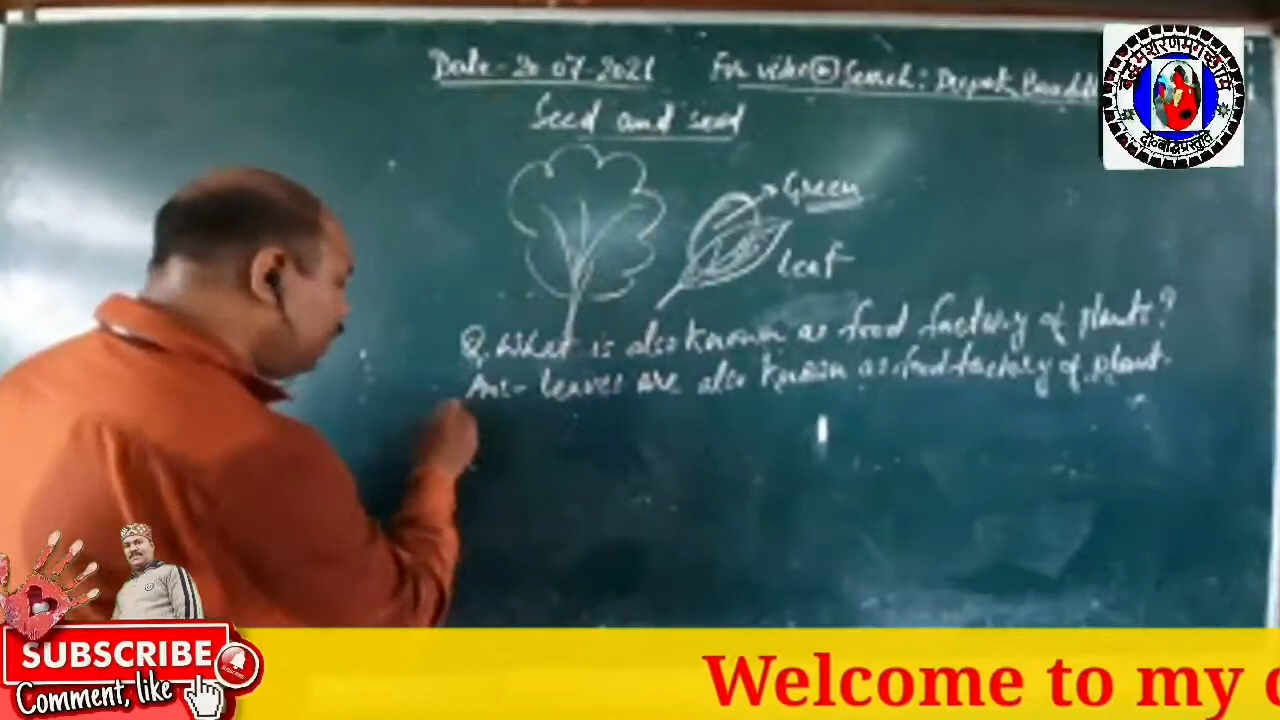 Date - 20-07-2021 For video Search: Deepak
Seed and seed
Green
leaf
Q. What is also known as food factory of plants?
Ans- leaves are also known as food factory of plant.
SUBSCRIBE
Comment, like
Welcome to my